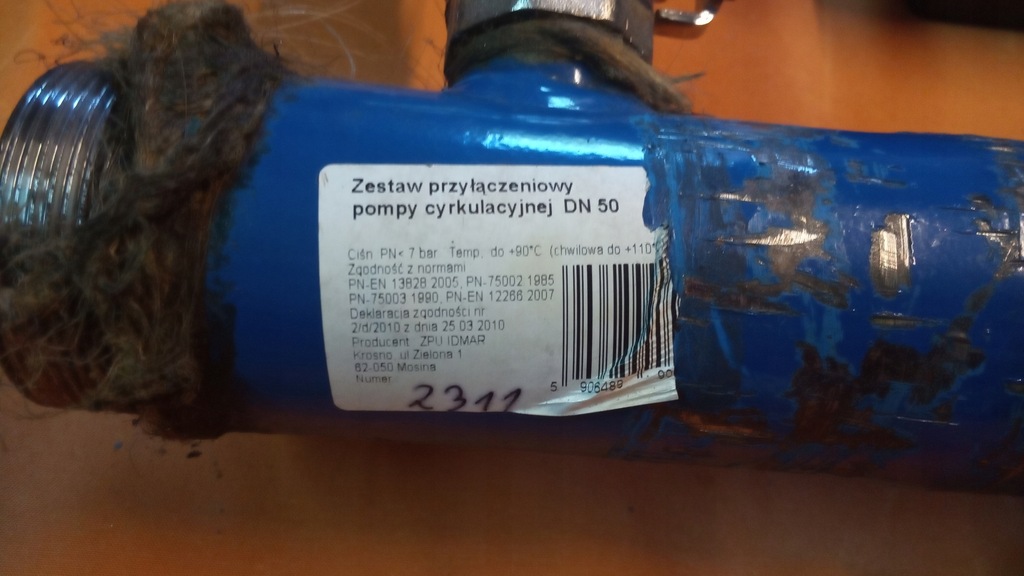 Zestaw przyłączeniowy
pompy cyrkulacyjnej DN 50
Ciśn. PN< 7 bar Temp. do +90°C (chwilowa do +110°
Zgodność z normami
PN-EN 13828 2005, PN-75002 1985
PN-75003 1990, PN-EN 12266 2007
Deklaracja zgodności nr
2/d/2010 z dnia 25.03.2010
Producent ZPU IDMAR
Krosno, ul Zielona 1
62-050 Mosina
Numer
2311
5 906489 90